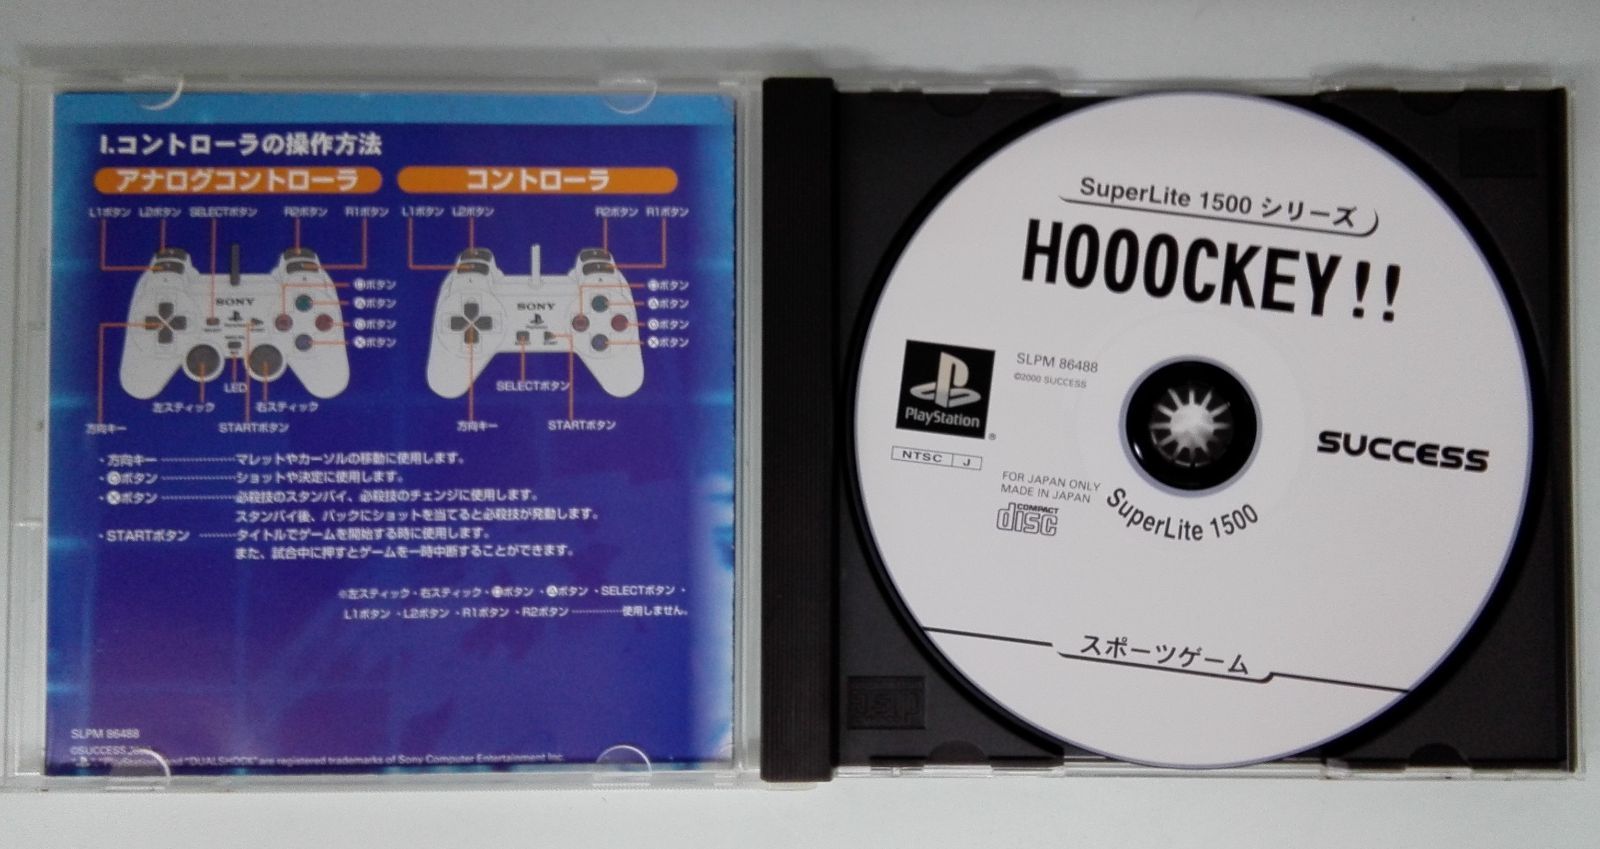 I.コントローラの操作方法
アナログコントローラ
コントローラ
L1ボタン L2ボタン SELECTボタン R2ボタン R1ボタン
L1ボタン L2ボタン R2ボタン R1ボタン
□ボタン
△ボタン
○ボタン
×ボタン
□ボタン
△ボタン
○ボタン
×ボタン
SONY
SONY
LED
左スティック 右スティック
方向キー STARTボタン
SELECTボタン
方向キー STARTボタン
・方向キー………マレットやカーソルの移動に使用します。
・○ボタン………ショットや決定に使用します。
・×ボタン………必殺技のスタンバイ、必殺技のチェンジに使用します。
スタンバイ後、パックにショットを当てると必殺技が発動します。
・STARTボタン………タイトルでゲームを開始する時に使用します。
また、試合中に押すとゲームを一時中断することができます。
※左スティック・右スティック・□ボタン・△ボタン・SELECTボタン・
L1ボタン・L2ボタン・R1ボタン・R2ボタン………使用しません。
SLPM 86488
©SUCCESS
"PlayStation" and "DUALSHOCK" are registered trademarks of Sony Computer Entertainment Inc.
SuperLite 1500 シリーズ
HOOOCKEY!!
SLPM 86488
©2000 SUCCESS
PlayStation
®
NTSC J
FOR JAPAN ONLY
MADE IN JAPAN
COMPACT
disc
SUCCESS
SuperLite 1500
スポーツゲーム